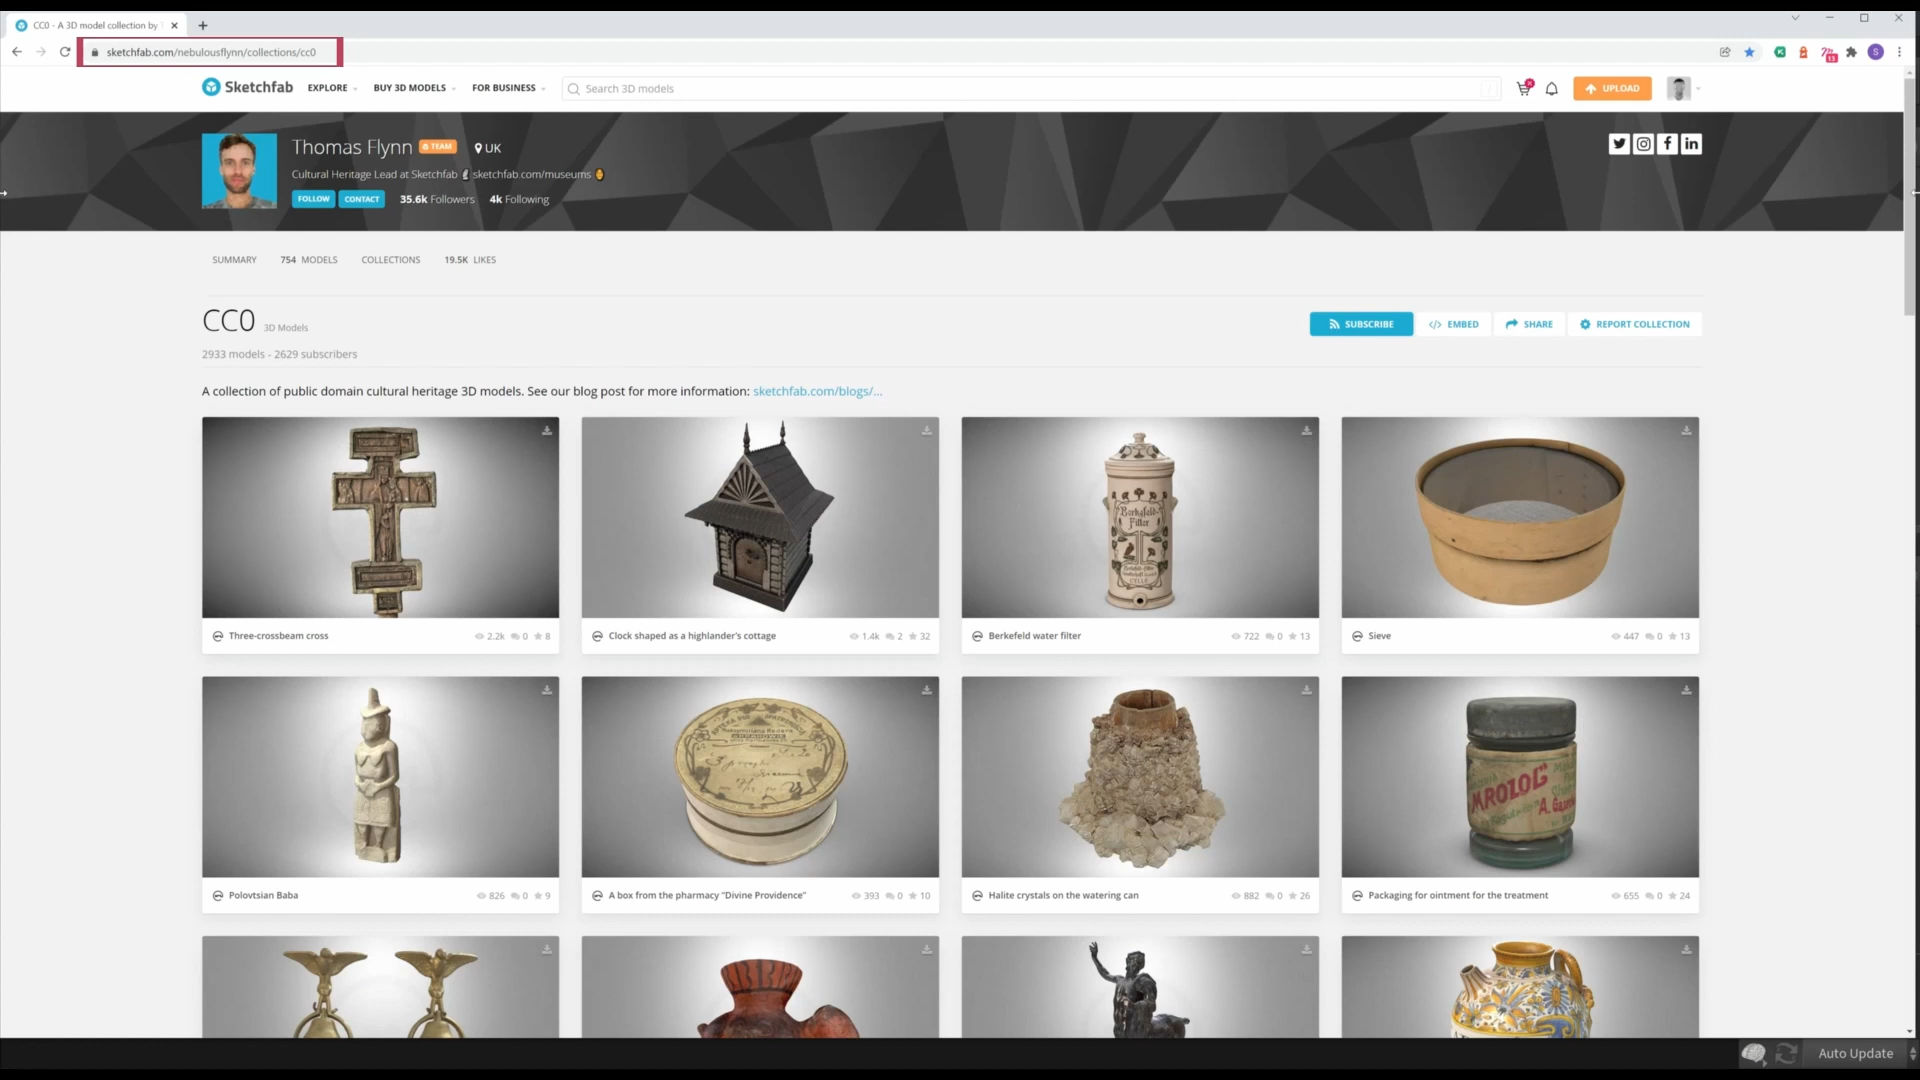 CC0 - A 3D model collection by T
sketchfab.com/nebulousflynn/collections/cc0
13
S
Sketchfab
EXPLORE
BUY 3D MODELS
FOR BUSINESS
Search 3D models
/
UPLOAD
Thomas Flynn
TEAM
UK
Cultural Heritage Lead at Sketchfab sketchfab.com/museums
FOLLOW
CONTACT
35.6k Followers
4k Following
SUMMARY
754 MODELS
COLLECTIONS
19.5K LIKES
CC0 3D Models
SUBSCRIBE
</> EMBED
SHARE
REPORT COLLECTION
2933 models - 2629 subscribers
A collection of public domain cultural heritage 3D models. See our blog post for more information: sketchfab.com/blogs/...
Berkefeld-
Filter
CELLE
Three-crossbeam cross
2.2k 0 8
Clock shaped as a highlander's cottage
1.4k 2 32
Berkefeld water filter
722 0 13
Sieve
447 0 13
MROZOL
A. Gąse
Polovtsian Baba
826 0 9
A box from the pharmacy "Divine Providence"
393 0 10
Halite crystals on the watering can
882 0 26
Packaging for ointment for the treatment
655 0 24
Auto Update